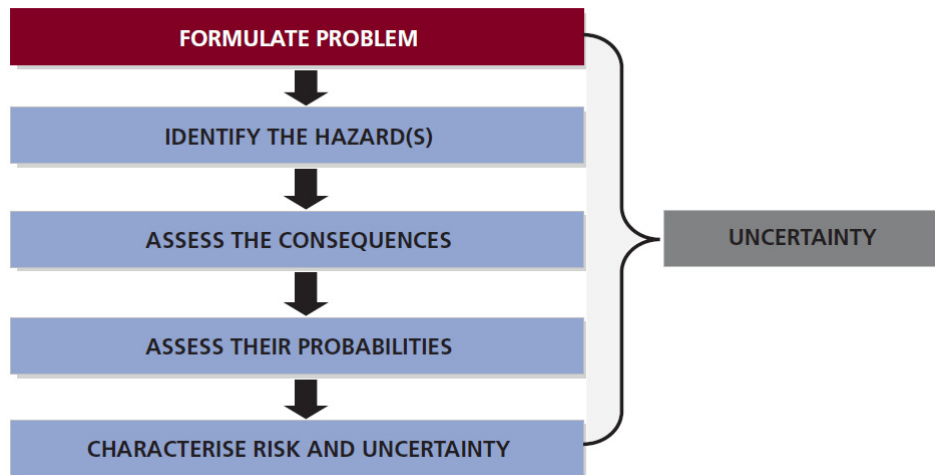 FORMULATE PROBLEM
IDENTIFY THE HAZARD(S)
ASSESS THE CONSEQUENCES
UNCERTAINTY
ASSESS THEIR PROBABILITIES
CHARACTERISE RISK AND UNCERTAINTY